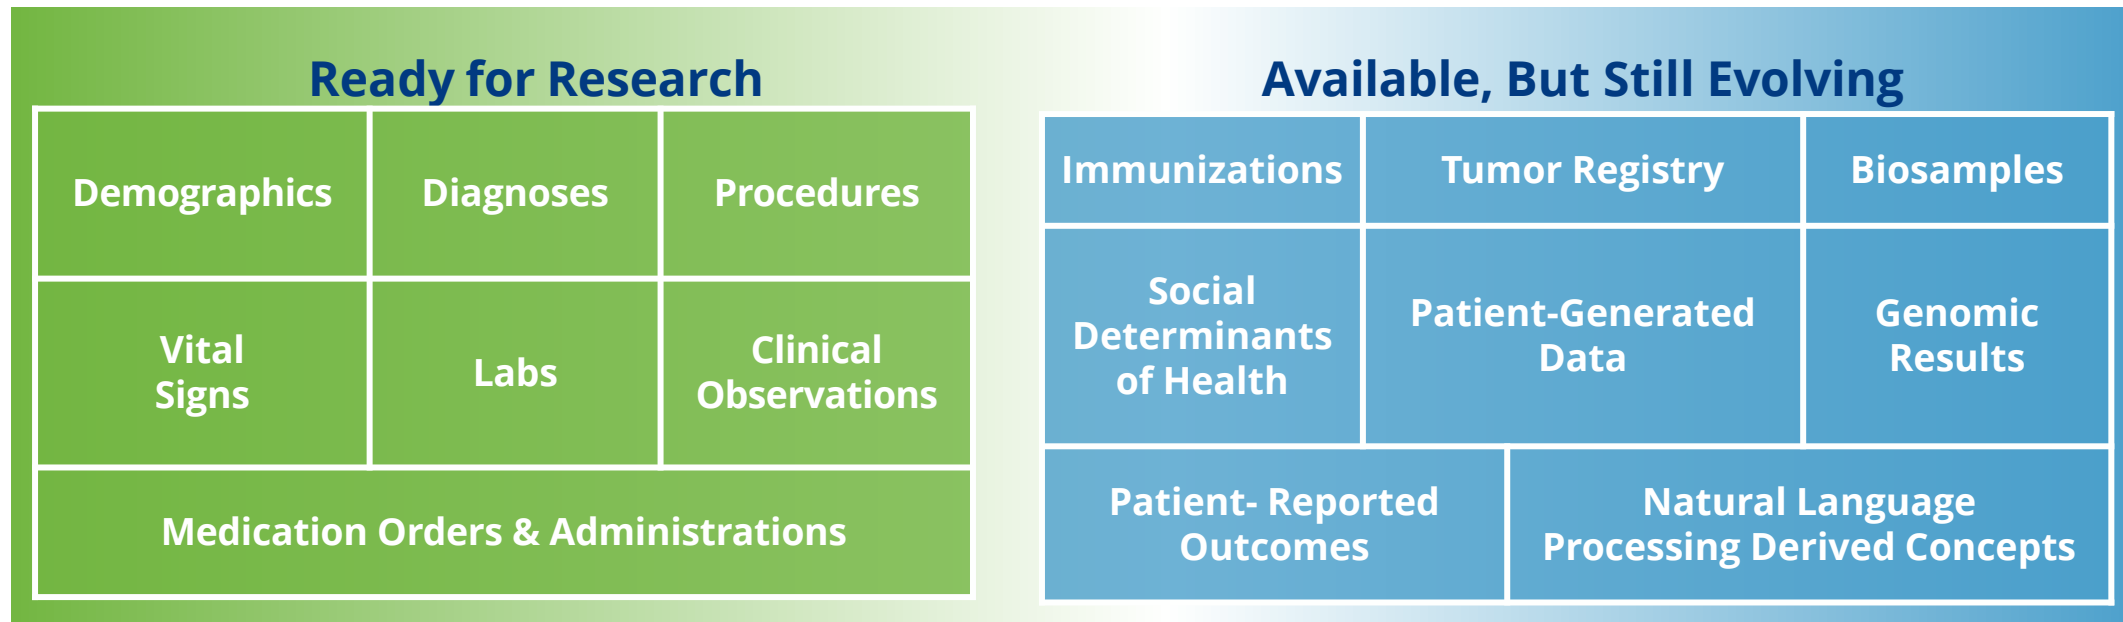 Ready for Research
Demographics
Diagnoses
Procedures
Vital
Signs
Labs
Clinical
Observations
Medication Orders & Administrations
Available, But Still Evolving
Immunizations
Tumor Registry
Biosamples
Social
Determinants
of Health
Patient-Generated
Data
Genomic
Results
Patient- Reported
Outcomes
Natural Language
Processing Derived Concepts